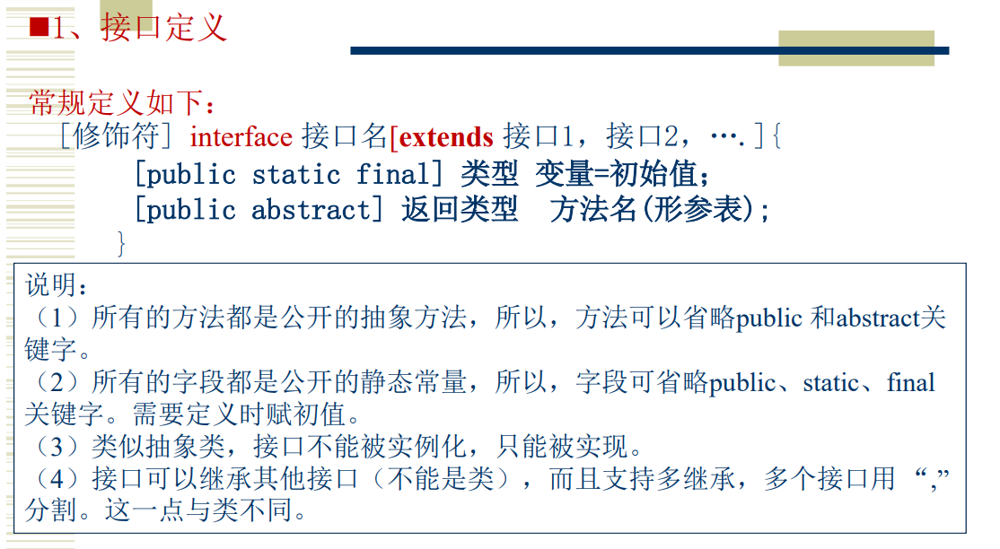 ■1、接口定义
常规定义如下：
[修饰符] interface 接口名[extends 接口1，接口2，….]{
[public static final] 类型 变量=初始值；
[public abstract] 返回类型 方法名(形参表)；
}
说明：
（1）所有的方法都是公开的抽象方法，所以，方法可以省略public 和abstract关
键字。
（2）所有的字段都是公开的静态常量，所以，字段可省略public、static、final
关键字。需要定义时赋初值。
（3）类似抽象类，接口不能被实例化，只能被实现。
（4）接口可以继承其他接口（不能是类），而且支持多继承，多个接口用 “,”
分割。这一点与类不同。